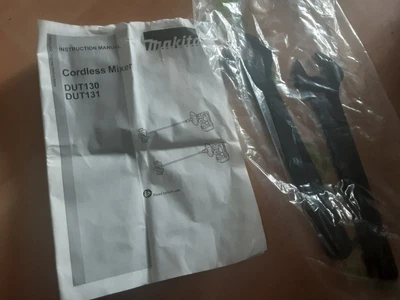 INSTRUCTION MANUAL
makita
Cordless Mixer
DUT130
DUT131